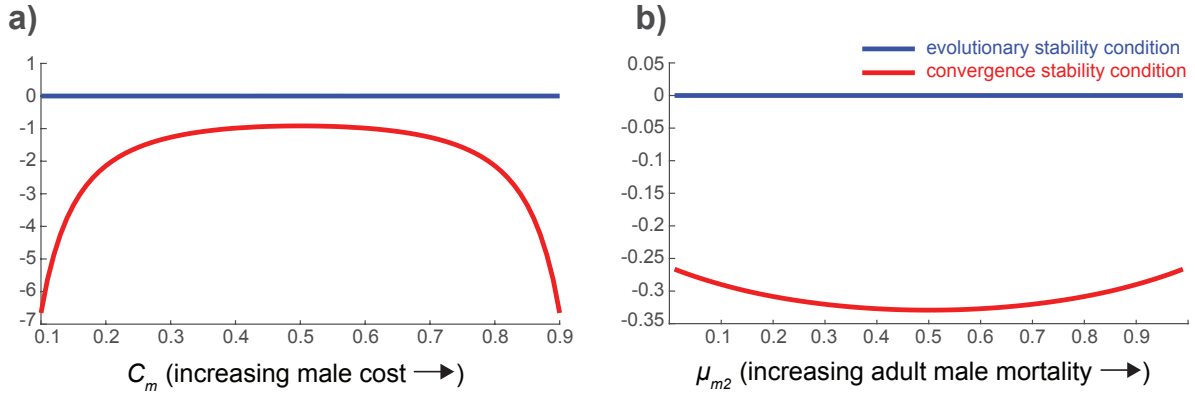 a)
1
0
-1
-2
-3
-4
-5
-6
-7
0.1 0.2 0.3 0.4 0.5 0.6 0.7 0.8 0.9
C_m (increasing male cost →)
b)
evolutionary stability condition
convergence stability condition
0.05
0
-0.05
-0.1
-0.15
-0.2
-0.25
-0.3
-0.35
0.1 0.2 0.3 0.4 0.5 0.6 0.7 0.8 0.9
μ_m2 (increasing adult male mortality →)